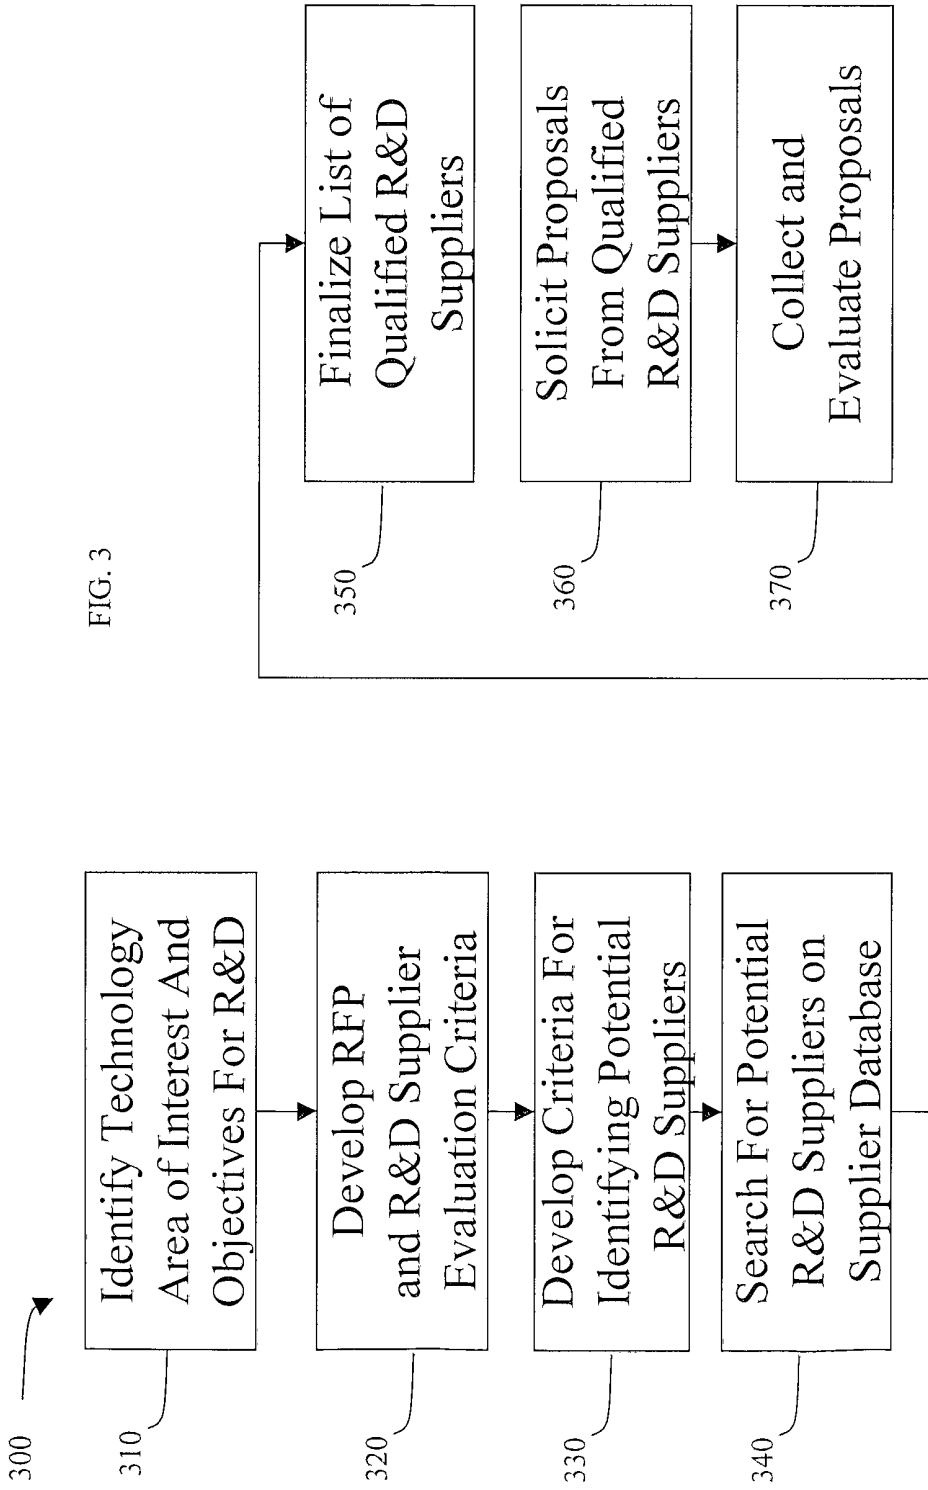 FIG. 3
300
310
Identify Technology
Area of Interest And
Objectives For R&D
320
Develop RFP
and R&D Supplier
Evaluation Criteria
330
Develop Criteria For
Identifying Potential
R&D Suppliers
340
Search For Potential
R&D Suppliers on
Supplier Database
350
Finalize List of
Qualified R&D
Suppliers
360
Solicit Proposals
From Qualified
R&D Suppliers
370
Collect and
Evaluate Proposals